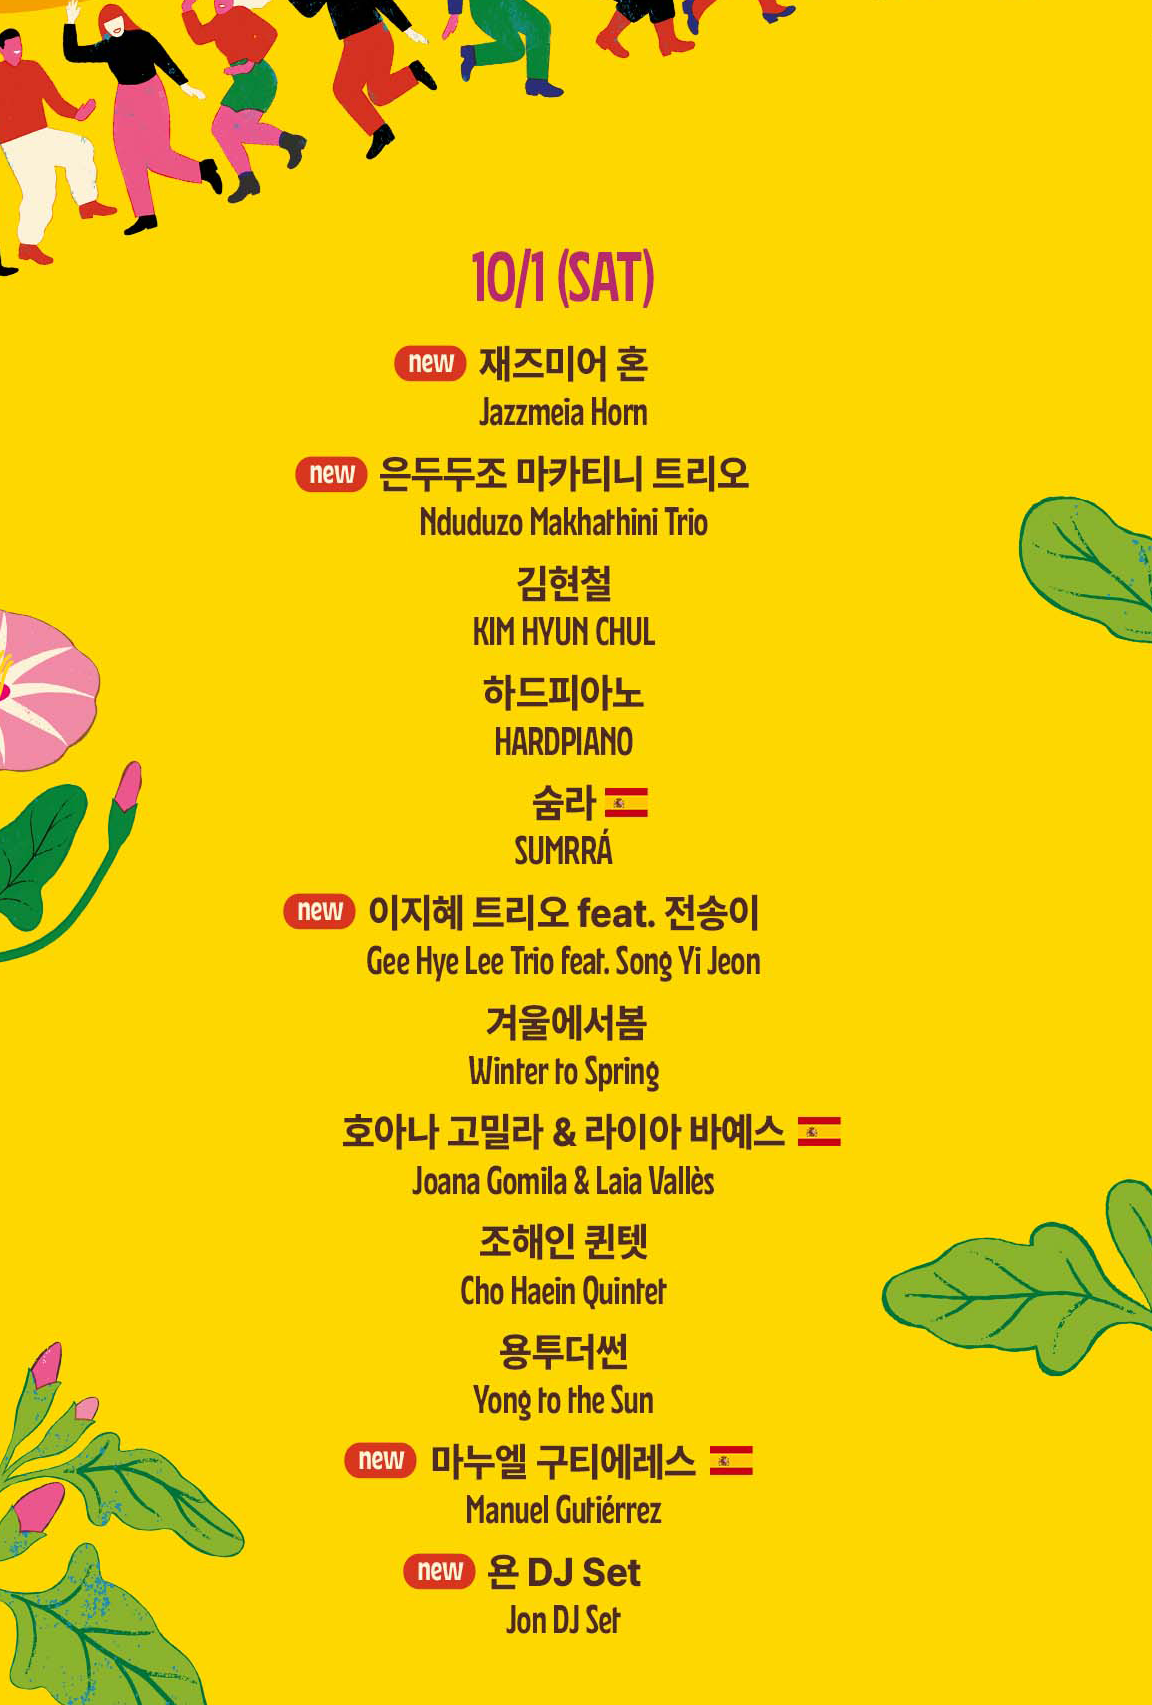 10/1 (SAT)
new 재즈미어 혼
Jazzmeia Horn
new 은두두조 마카티니 트리오
Nduduzo Makhathini Trio
김현철
KIM HYUN CHUL
하드피아노
HARDPIANO
숨라
SUMRRÁ
new 이지혜 트리오 feat. 전송이
Gee Hye Lee Trio feat. Song Yi Jeon
겨울에서봄
Winter to Spring
호아나 고밀라 & 라이아 바예스
Joana Gomila & Laia Vallès
조해인 퀸텟
Cho Haein Quintet
용투더썬
Yong to the Sun
new 마누엘 구티에레스
Manuel Gutiérrez
new 욘 DJ Set
Jon DJ Set